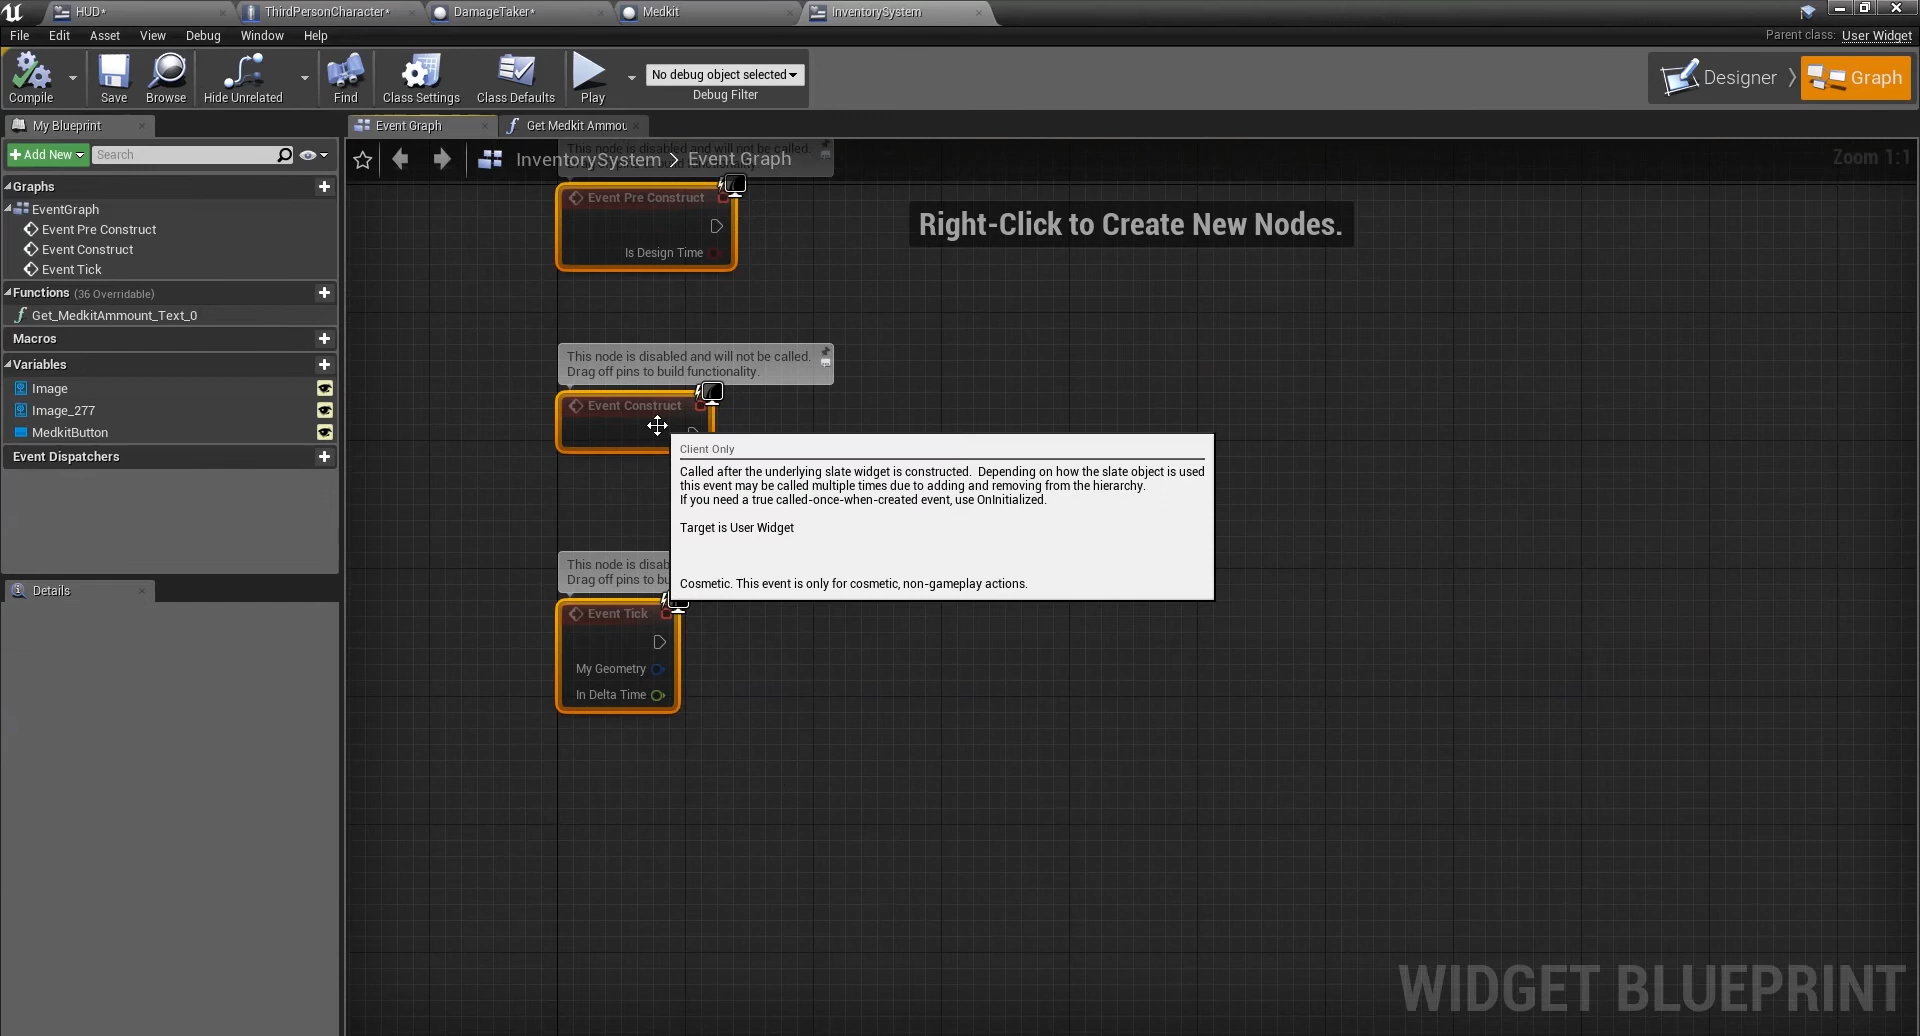 HUD*
ThirdPersonCharacter*
DamageTaker*
Medkit
InventorySystem
File Edit Asset View Debug Window Help
Parent class: User Widget
Compile
Save
Browse
Hide Unrelated
Find
Class Settings
Class Defaults
Play
No debug object selected
Debug Filter
Designer
Graph
My Blueprint
Event Graph
Get Medkit Ammou
Add New
Search
InventorySystem > Event Graph
Zoom 1:1
This node is disabled and will not be called.
Graphs
EventGraph
Event Pre Construct
Event Construct
Event Tick
Functions (36 Overridable)
Get_MedkitAmmount_Text_0
Macros
Variables
Image
Image_277
MedkitButton
Event Dispatchers
Details
Event Pre Construct
Is Design Time
Right-Click to Create New Nodes.
This node is disabled and will not be called.
Drag off pins to build functionality.
Event Construct
Client Only
Called after the underlying slate widget is constructed. Depending on how the slate object is used
this event may be called multiple times due to adding and removing from the hierarchy.
If you need a true called-once-when-created event, use OnInitialized.
Target is User Widget
Cosmetic. This event is only for cosmetic, non-gameplay actions.
This node is disab
Drag off pins to bu
Event Tick
My Geometry
In Delta Time
WIDGET BLUEPRINT